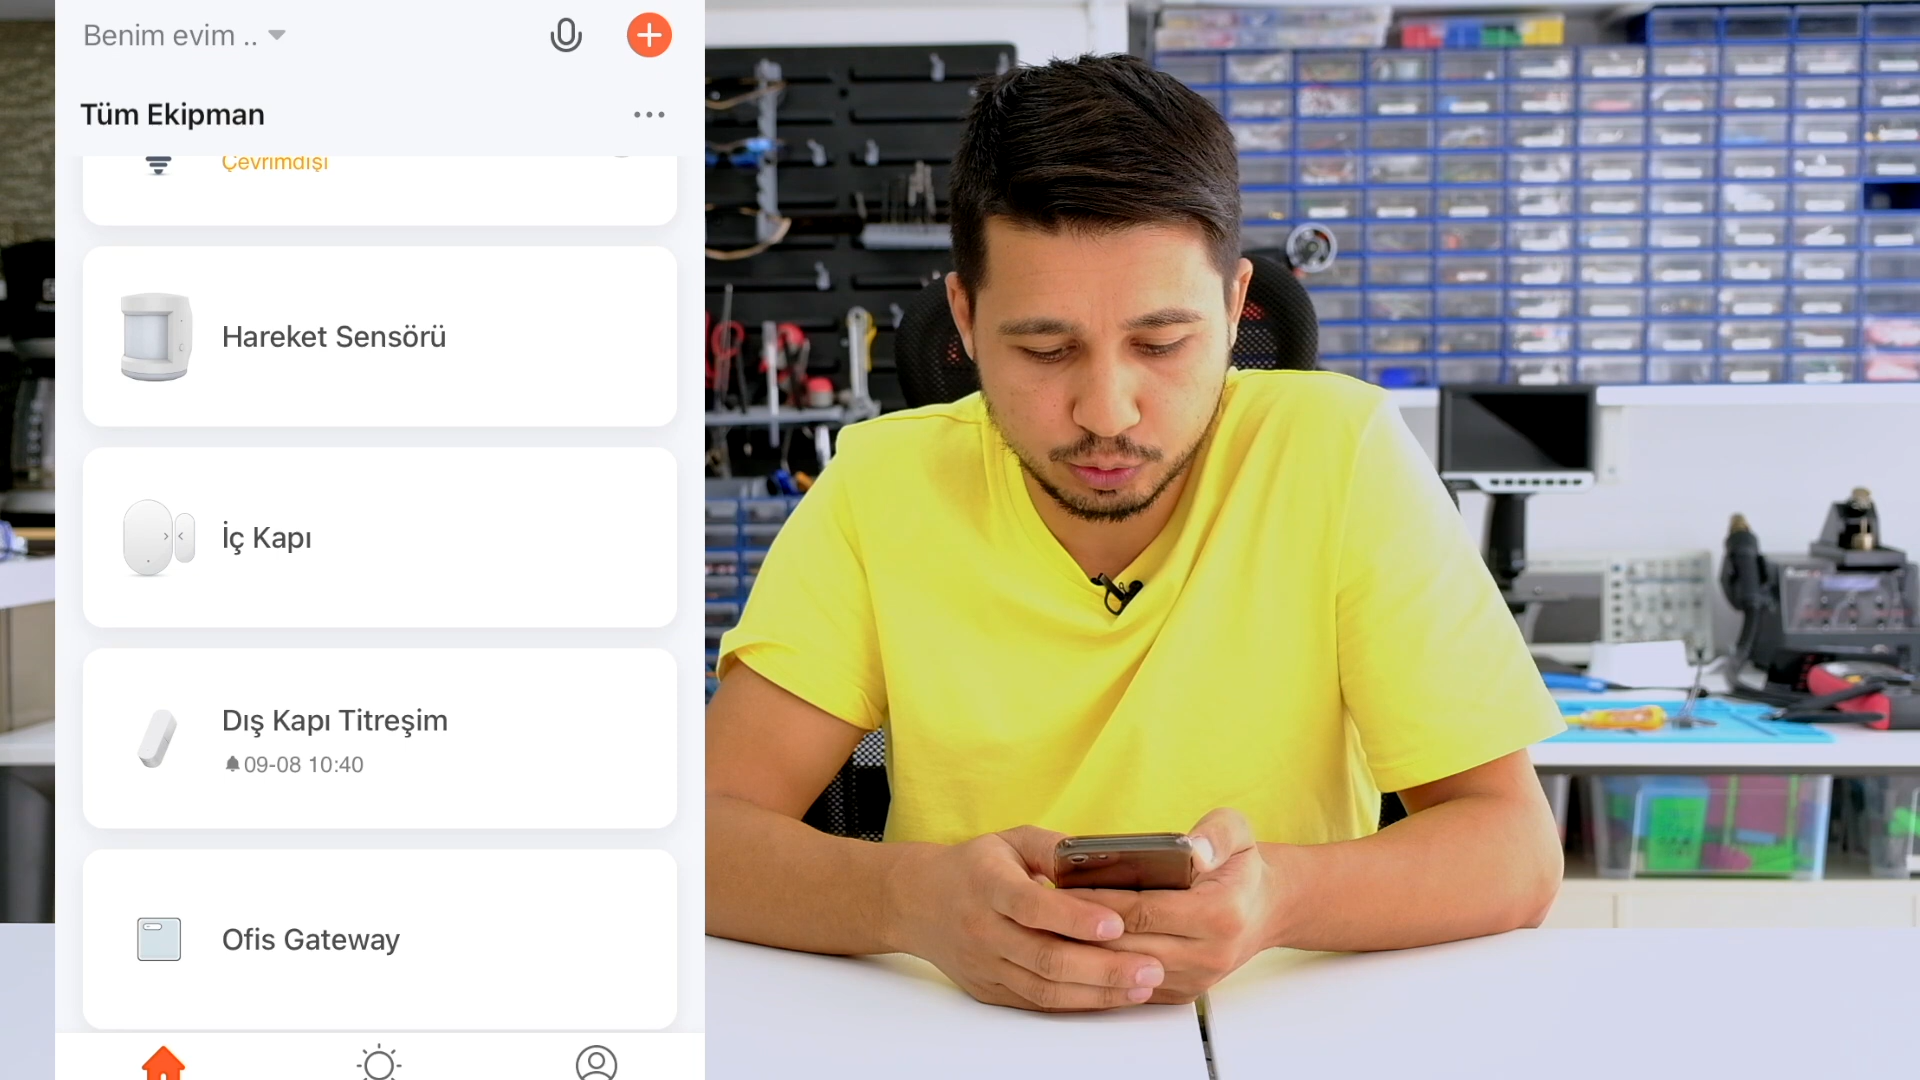 Benim evim ..
Tüm Ekipman
Çevrimdışı
Hareket Sensörü
İç Kapı
Dış Kapı Titreşim
09-08 10:40
Ofis Gateway